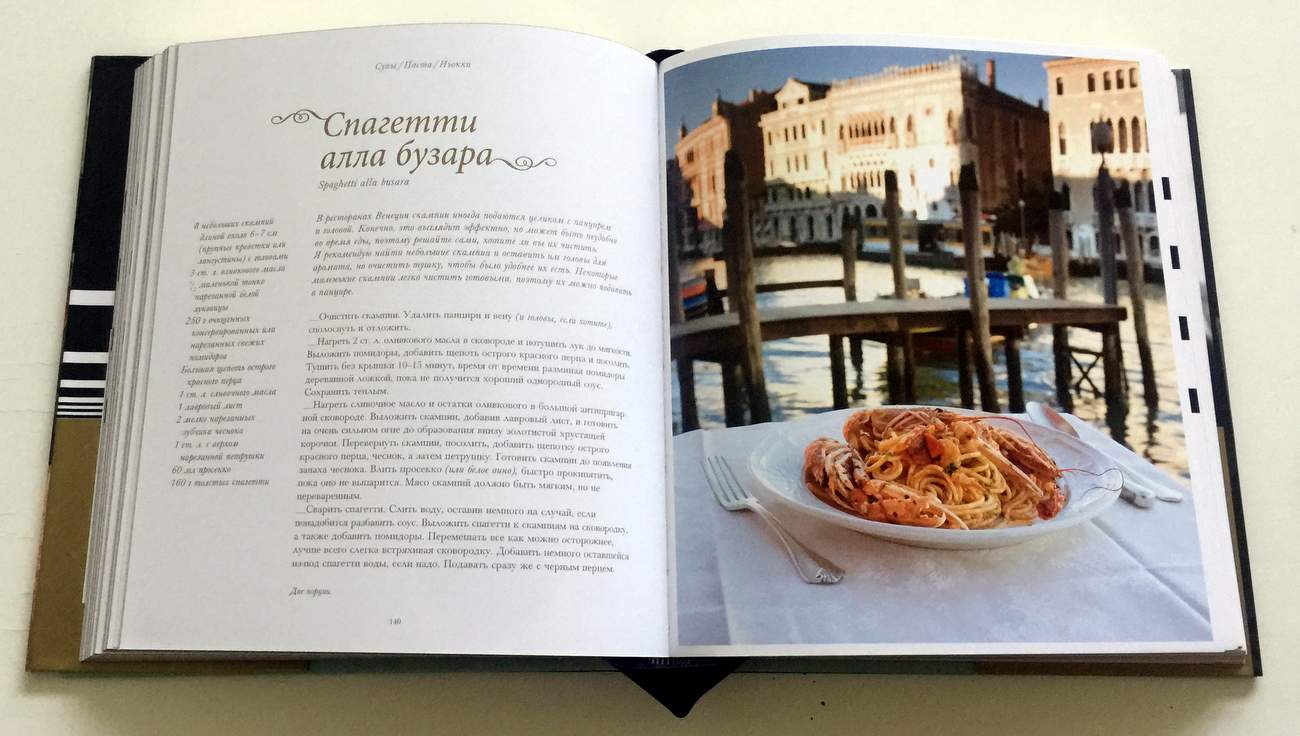 Супы/Паста/Ньокки
Спагетти
алла бузара
Spaghetti alla busara
8 небольших скампий
длиной около 6–7 см
(крупные креветки или
лангустины) с головами
3 ст. л. оливкового масла
½ маленькой тонко
нарезанной белой
луковицы
250 г очищенных
консервированных или
нарезанных свежих
помидоров
Большая щепоть острого
красного перца
1 ст. л. сливочного масла
1 лавровый лист
2 мелко нарезанных
зубчика чеснока
1 ст. л. с верхом
нарезанной петрушки
60 мл просекко
160 г толстых спагетти
В ресторанах Венеции скампии иногда подаются целиком с панцирем
и головой. Конечно, это выглядит эффектно, но может быть неудобно
во время еды, поэтому решайте сами, хотите ли вы их чистить.
Я рекомендую найти небольшие скампии и оставить им головы для
аромата, но очистить тушку, чтобы было удобнее их есть. Некоторые
маленькие скампии легко чистить готовыми, поэтому их можно подавать
в панцире.
_Очистить скампии. Удалить панцири и вену (и головы, если хотите),
сполоснуть и отложить.
_Нагреть 2 ст. л. оливкового масла в сковороде и потушить лук до мягкости.
Выложить помидоры, добавить щепоть острого красного перца и посолить.
Тушить без крышки 10–15 минут, время от времени разминая помидоры
деревянной ложкой, пока не получится хороший однородный соус.
Сохранить теплым.
_Нагреть сливочное масло и остатки оливкового в большой антипригар-
ной сковороде. Выложить скампии, добавив лавровый лист, и готовить
на очень сильном огне до образования внизу золотистой хрустящей
корочки. Перевернуть скампии, посолить, добавить щепотку острого
красного перца, чеснок, а затем петрушку. Готовить скампии до появления
запаха чеснока. Влить просекко (или белое вино), быстро прокипятить,
пока оно не выпарится. Мясо скампий должно быть мягким, но не
переваренным.
_Сварить спагетти. Слить воду, оставив немного на случай, если
понадобится разбавить соус. Выложить спагетти к скампиям на сковородку,
а также добавить помидоры. Перемешать все как можно осторожнее,
лучше всего слегка встряхивая сковородку. Добавить немного оставшейся
из-под спагетти воды, если надо. Подавать сразу же с черным перцем.
Две порции.
140